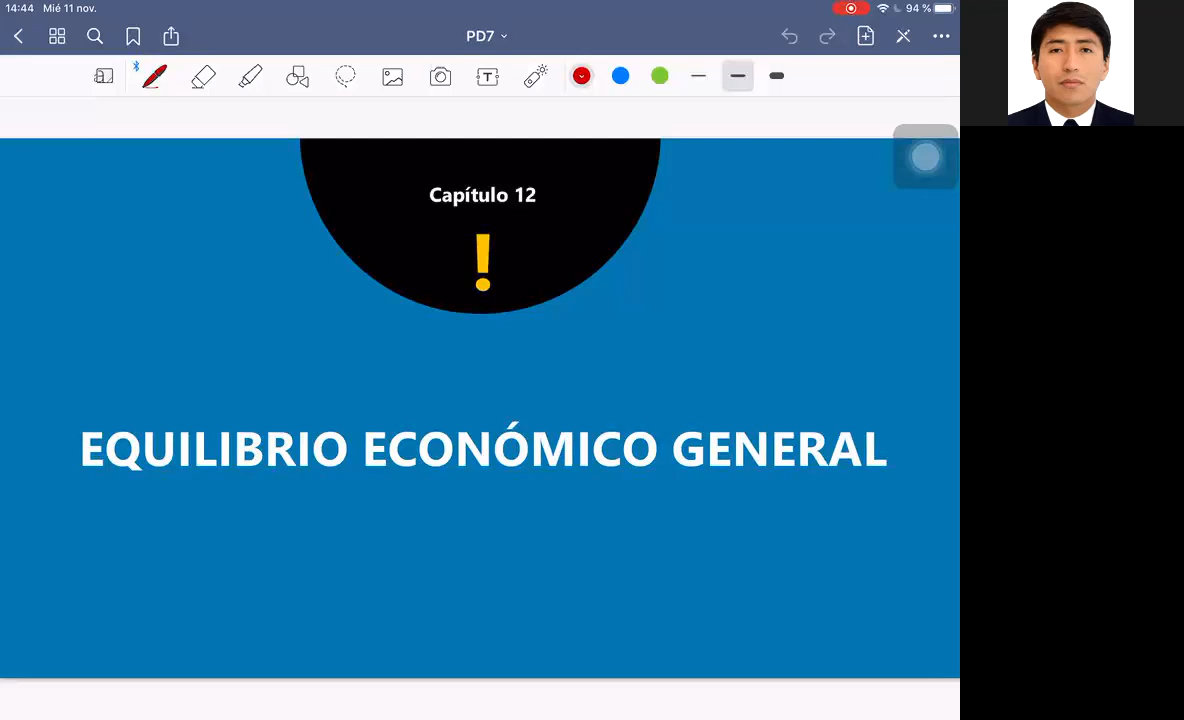 14:44 Mié 11 nov.
94 %
PD7
T
Capítulo 12
!
EQUILIBRIO ECONÓMICO GENERAL